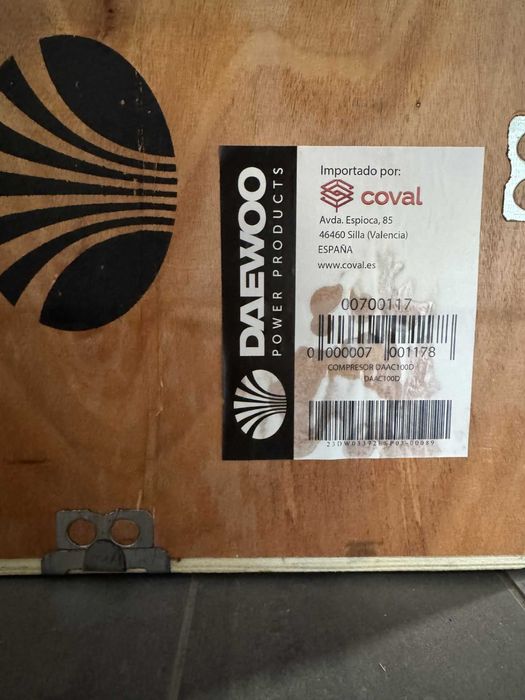 DAEWOO
POWER PRODUCTS
Importado por:
coval
Avda. Espioca, 85
46460 Silla (Valencia)
ESPAÑA
www.coval.es
00700117
0 000007 001178
COMPRESOR DAAC100D
DAAC100D